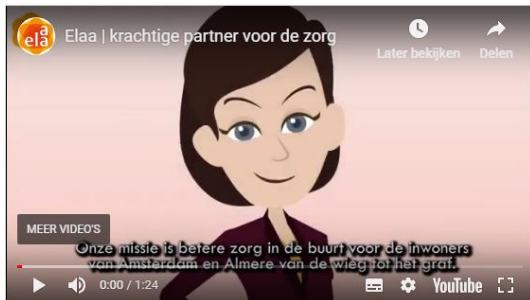 elaa
Elaa | krachtige partner voor de zorg
Later bekijken
Delen
MEER VIDEO'S
Onze missie is betere zorg in de buurt voor de inwoners
van Amsterdam en Almere van de wieg tot het graf.
0:00 / 1:24
YouTube